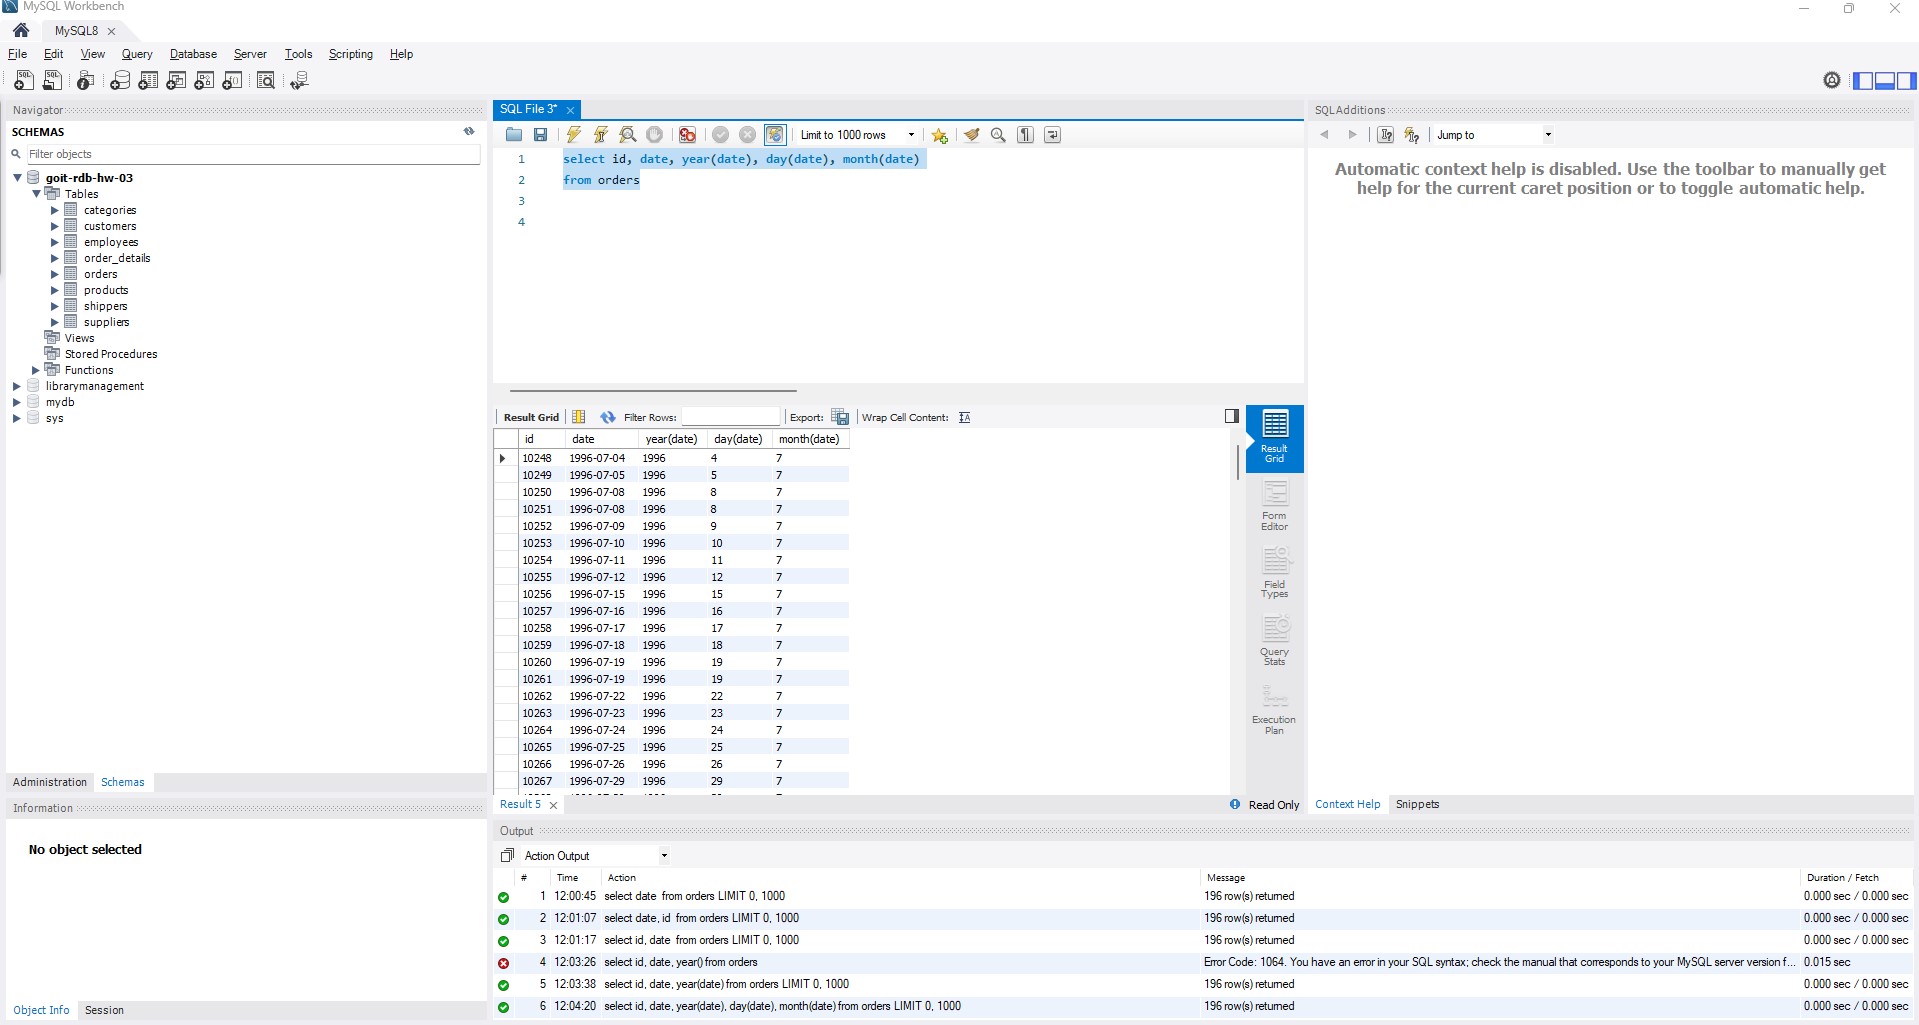 MySQL Workbench
MySQL8
File Edit View Query Database Server Tools Scripting Help
Navigator
SCHEMAS
Filter objects
goit-rdb-hw-03
Tables
categories
customers
employees
order_details
orders
products
shippers
suppliers
Views
Stored Procedures
Functions
librarymanagement
mydb
sys
Administration Schemas
Information
No object selected
Object Info Session
SQL File 3*
Limit to 1000 rows
1 select id, date, year(date), day(date), month(date)
2 from orders
3
4
Result Grid Filter Rows: Export: Wrap Cell Content:
id date year(date) day(date) month(date)
10248 1996-07-04 1996 4 7
10249 1996-07-05 1996 5 7
10250 1996-07-08 1996 8 7
10251 1996-07-08 1996 8 7
10252 1996-07-09 1996 9 7
10253 1996-07-10 1996 10 7
10254 1996-07-11 1996 11 7
10255 1996-07-12 1996 12 7
10256 1996-07-15 1996 15 7
10257 1996-07-16 1996 16 7
10258 1996-07-17 1996 17 7
10259 1996-07-18 1996 18 7
10260 1996-07-19 1996 19 7
10261 1996-07-19 1996 19 7
10262 1996-07-22 1996 22 7
10263 1996-07-23 1996 23 7
10264 1996-07-24 1996 24 7
10265 1996-07-25 1996 25 7
10266 1996-07-26 1996 26 7
10267 1996-07-29 1996 29 7
Result Grid
Form Editor
Field Types
Query Stats
Execution Plan
Result 5
Read Only
SQLAdditions
Jump to
Automatic context help is disabled. Use the toolbar to manually get
help for the current caret position or to toggle automatic help.
Context Help Snippets
Output
Action Output
# Time Action Message Duration / Fetch
1 12:00:45 select date from orders LIMIT 0, 1000 196 row(s) returned 0.000 sec / 0.000 sec
2 12:01:07 select date, id from orders LIMIT 0, 1000 196 row(s) returned 0.000 sec / 0.000 sec
3 12:01:17 select id, date from orders LIMIT 0, 1000 196 row(s) returned 0.000 sec / 0.000 sec
4 12:03:26 select id, date, year() from orders Error Code: 1064. You have an error in your SQL syntax; check the manual that corresponds to your MySQL server version f... 0.015 sec
5 12:03:38 select id, date, year(date) from orders LIMIT 0, 1000 196 row(s) returned 0.000 sec / 0.000 sec
6 12:04:20 select id, date, year(date), day(date), month(date) from orders LIMIT 0, 1000 196 row(s) returned 0.000 sec / 0.000 sec